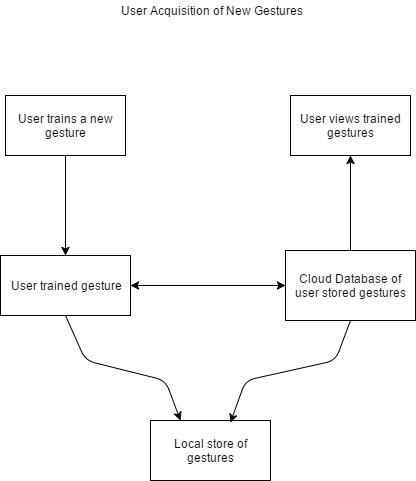 User Acquisition of New Gestures
User trains a new
gesture
User views trained
gestures
User trained gesture
Cloud Database of
user stored gestures
Local store of
gestures